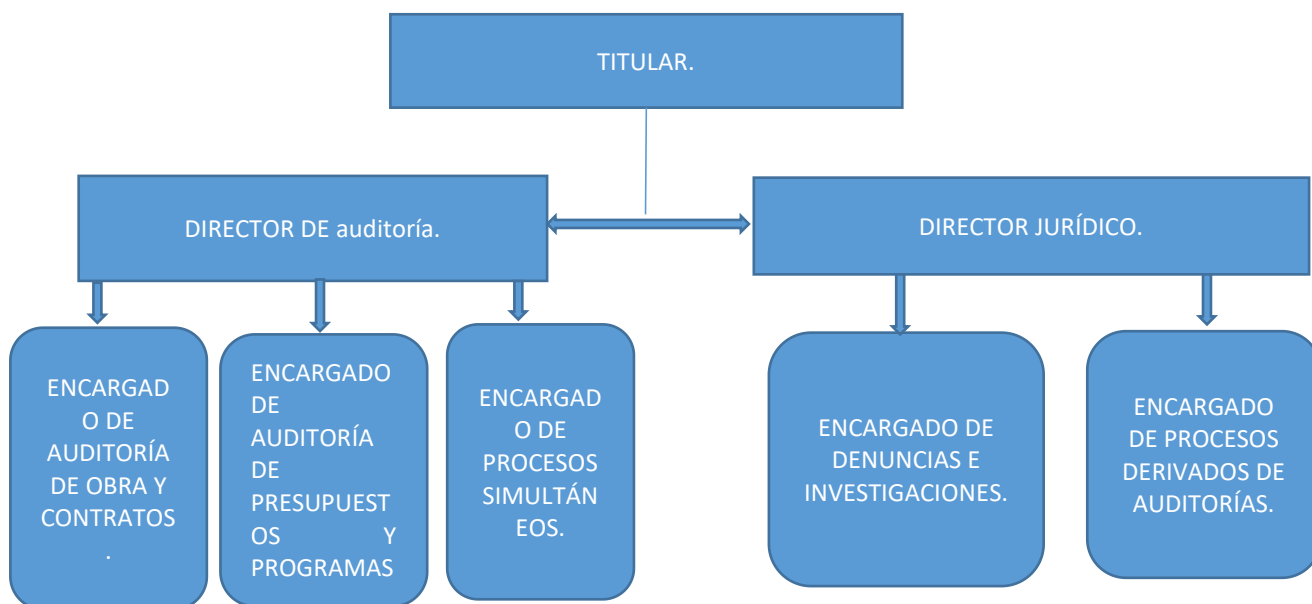 TITULAR.
DIRECTOR DE auditoría.
DIRECTOR JURÍDICO.
ENCARGAD
O DE
AUDITORÍA
DE OBRA Y
CONTRATOS
.
ENCARGADO
DE
AUDITORÍA
DE
PRESUPUEST
OS Y
PROGRAMAS
ENCARGAD
O DE
PROCESOS
SIMULTÁN
EOS.
ENCARGADO DE
DENUNCIAS E
INVESTIGACIONES.
ENCARGADO
DE PROCESOS
DERIVADOS DE
AUDITORÍAS.